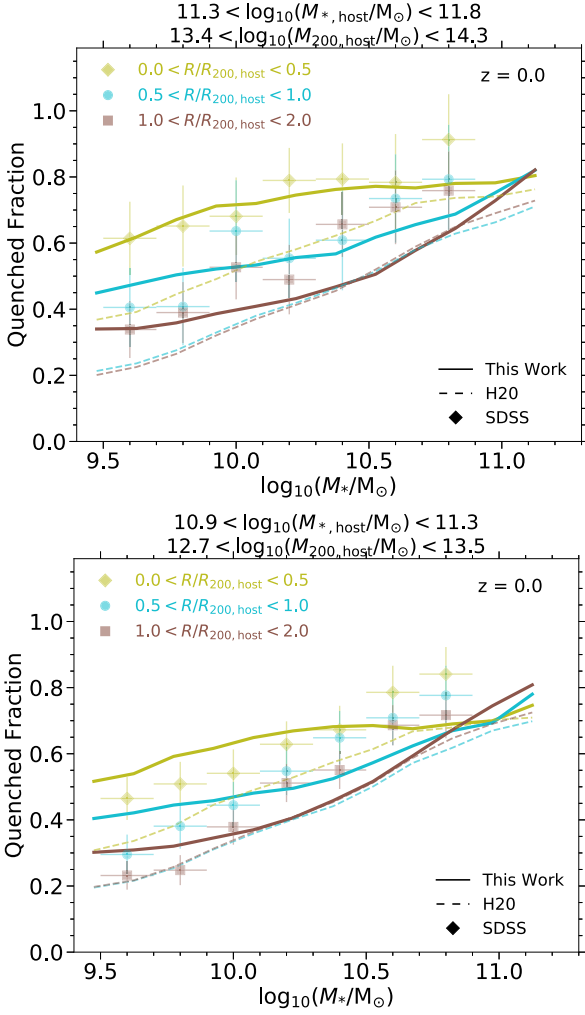 11.3 < log₁₀(M*,host/M⊙) < 11.8
13.4 < log₁₀(M200,host/M⊙) < 14.3
0.0 < R/R200,host < 0.5
z = 0.0
0.5 < R/R200,host < 1.0
1.0 < R/R200,host < 2.0
1.0
0.8
0.6
0.4
0.2
0.0
Quenched Fraction
This Work
H20
SDSS
9.5 10.0 10.5 11.0
log₁₀(M*/M⊙)
10.9 < log₁₀(M*,host/M⊙) < 11.3
12.7 < log₁₀(M200,host/M⊙) < 13.5
0.0 < R/R200,host < 0.5
z = 0.0
0.5 < R/R200,host < 1.0
1.0 < R/R200,host < 2.0
1.0
0.8
0.6
0.4
0.2
0.0
Quenched Fraction
This Work
H20
SDSS
9.5 10.0 10.5 11.0
log₁₀(M*/M⊙)